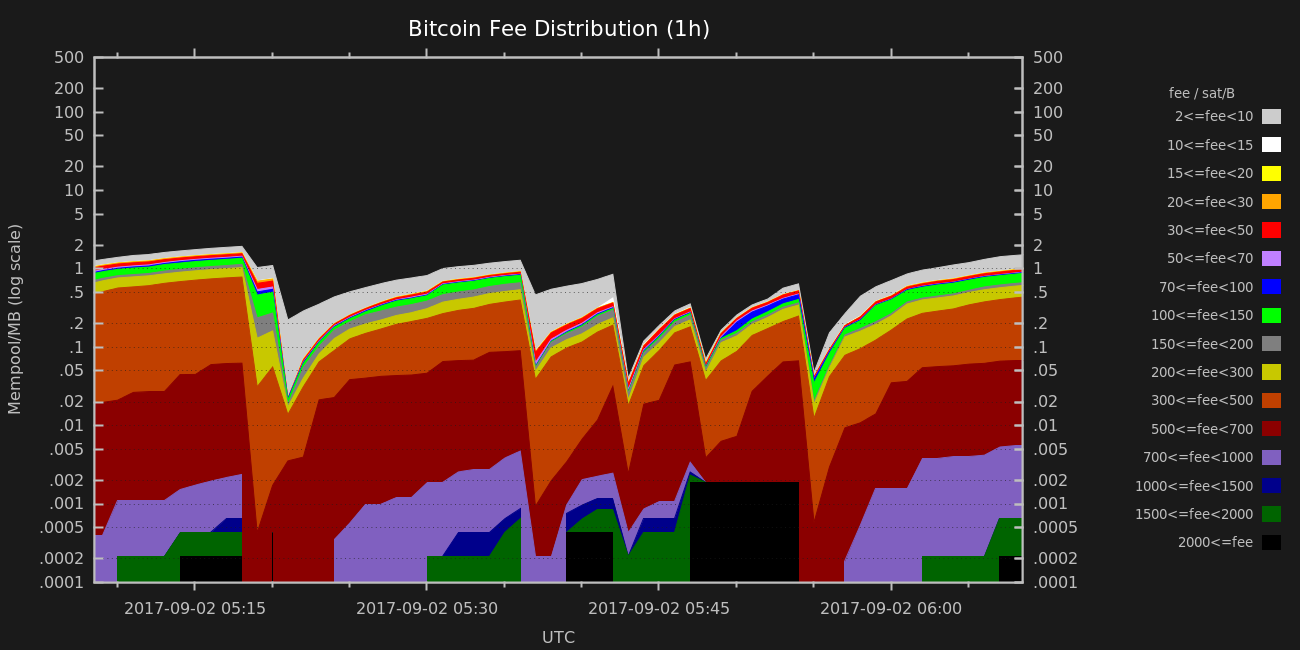 Bitcoin Fee Distribution (1h)
500 500
200 200
100 100
50 50
20 20
10 10
5 5
2 2
1 1
.5 .5
.2 .2
.1 .1
.05 .05
.02 .02
.01 .01
.005 .005
.002 .002
.001 .001
.0005 .0005
.0002 .0002
.0001 .0001
Mempool/MB (log scale)
2017-09-02 05:15 2017-09-02 05:30 2017-09-02 05:45 2017-09-02 06:00
UTC
fee / sat/B
2<=fee<10
10<=fee<15
15<=fee<20
20<=fee<30
30<=fee<50
50<=fee<70
70<=fee<100
100<=fee<150
150<=fee<200
200<=fee<300
300<=fee<500
500<=fee<700
700<=fee<1000
1000<=fee<1500
1500<=fee<2000
2000<=fee